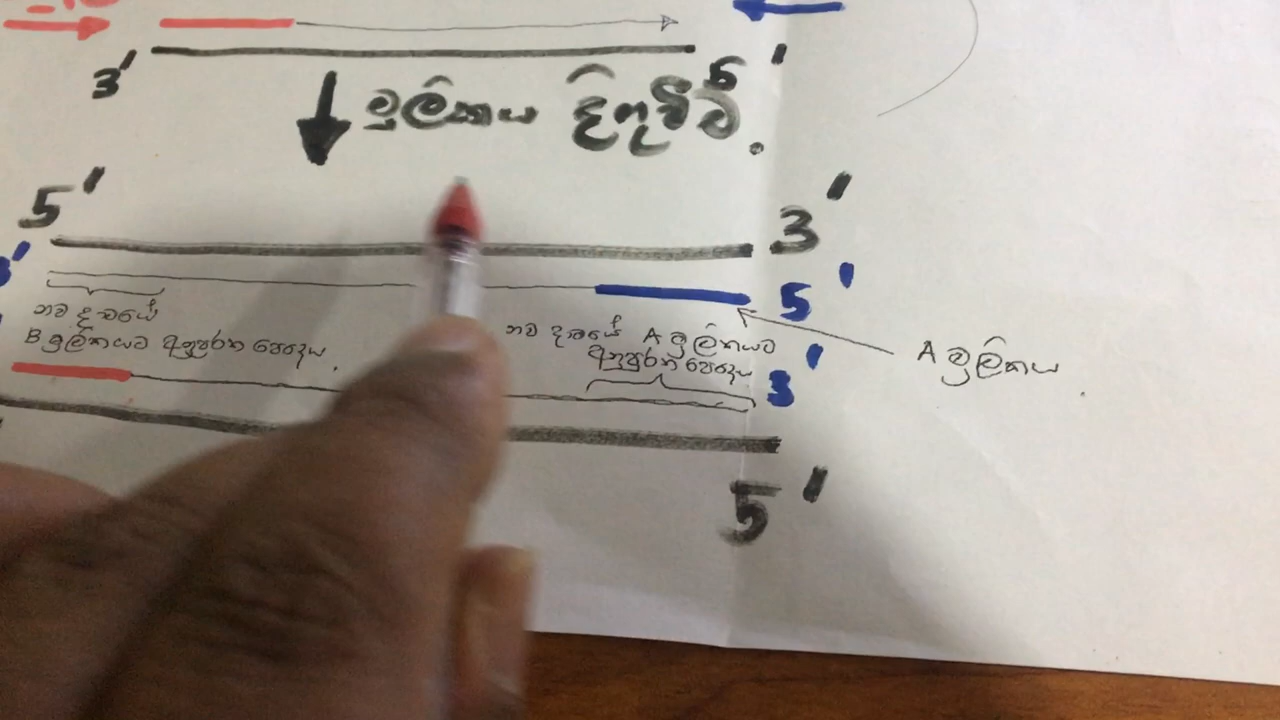 3' 5'
මූලිකය දිගුවීම.
5' 3'
3' 5'
නව දාමයේ
B මූලිකයට අනුපූරක පෙදෙස.
නව දාමයේ A මූලිකයට
අනුපූරක පෙදෙස
A මූලිකය
3'
5'